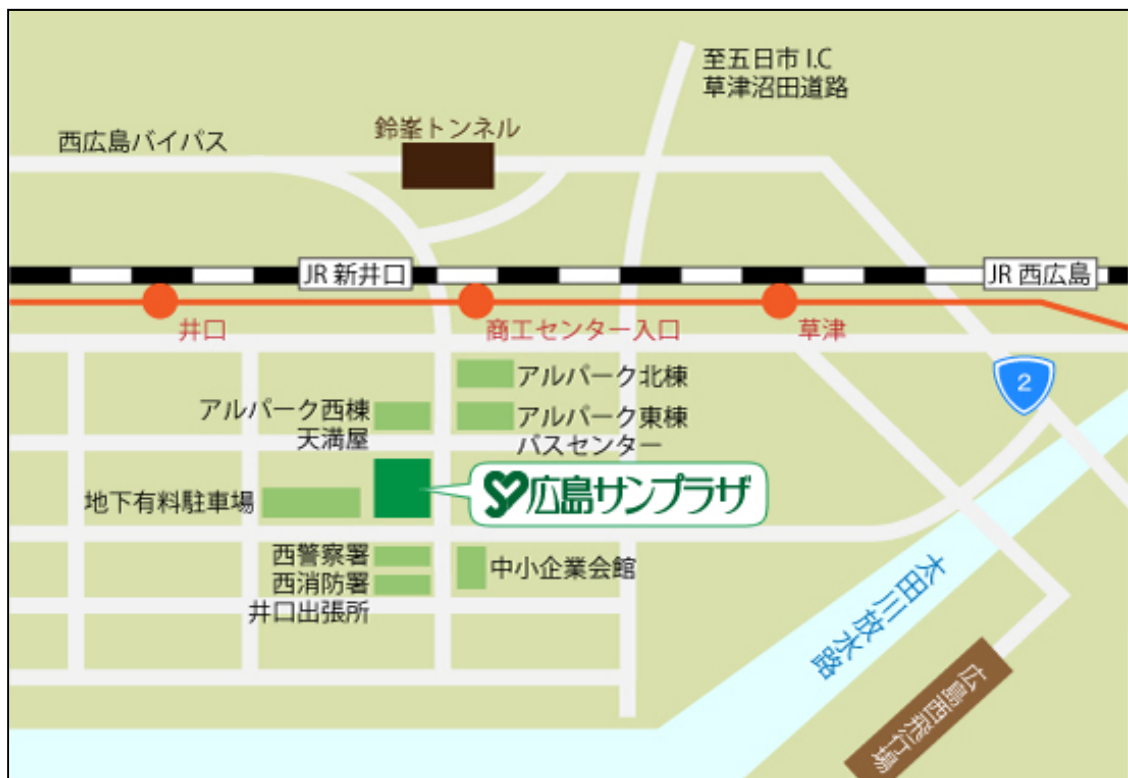 至五日市 I.C
草津沼田道路
鈴峯トンネル
西広島バイパス
JR 新井口
JR 西広島
井口
商工センター入口
草津
アルパーク北棟
2
アルパーク西棟
天満屋
アルパーク東棟
バスセンター
地下有料駐車場
広島サンプラザ
西警察署
西消防署
井口出張所
中小企業会館
太田川放水路
広島西飛行場